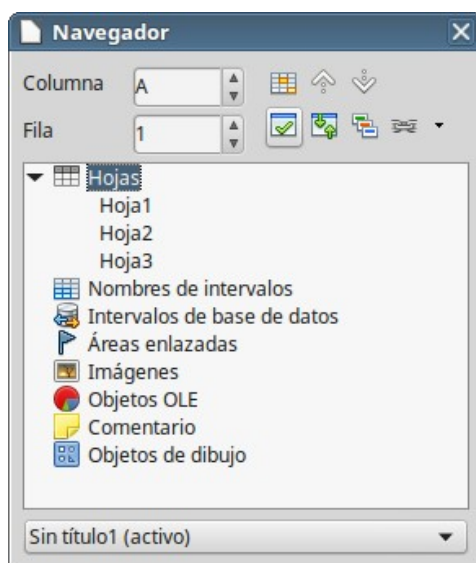 Navegador
Columna A
Fila 1
Hojas
Hoja1
Hoja2
Hoja3
Nombres de intervalos
Intervalos de base de datos
Áreas enlazadas
Imágenes
Objetos OLE
Comentario
Objetos de dibujo
Sin título1 (activo)